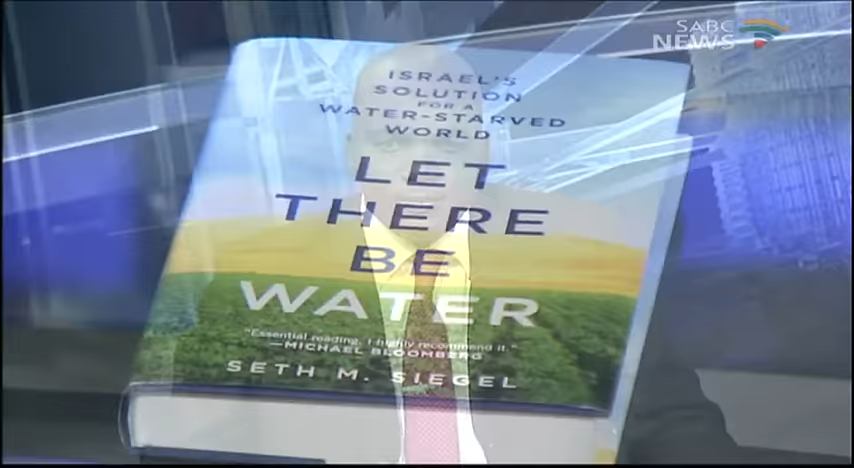 SABC
NEWS
ISRAEL'S
SOLUTION
FOR A
WATER-STARVED
WORLD
LET
THERE
BE
WATER
"Essential reading. I highly recommend it."
—MICHAEL BLOOMBERG
SETH M. SIEGEL